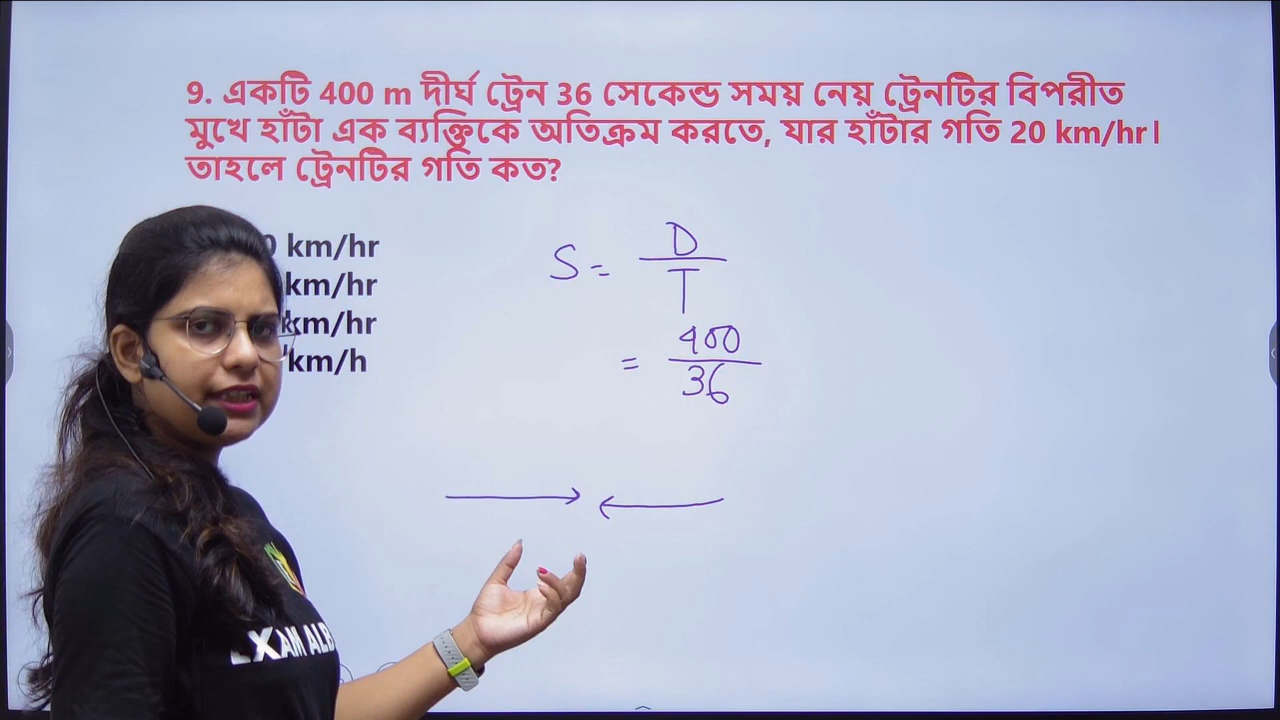 9. একটি 400 m দীর্ঘ ট্রেন 36 সেকেন্ড সময় নেয় ট্রেনটির বিপরীত
মুখে হাঁটা এক ব্যক্তিকে অতিক্রম করতে, যার হাঁটার গতি 20 km/hr।
তাহলে ট্রেনটির গতি কত?
km/hr
km/hr
km/hr
km/h
S = D/T
= 400/36
EXAM